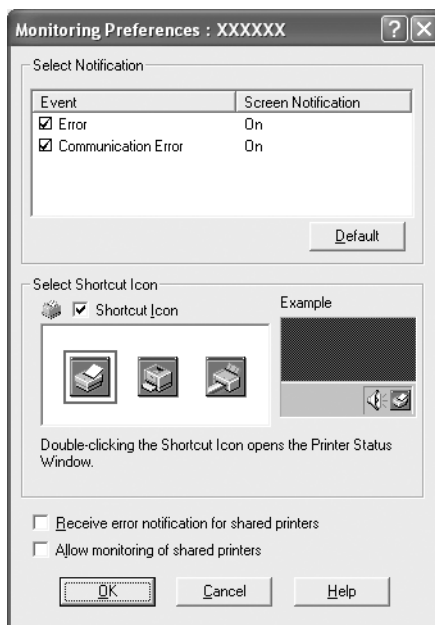 Monitoring Preferences : XXXXXX
Select Notification
Event Screen Notification
Error On
Communication Error On
Default
Select Shortcut Icon
Shortcut Icon
Example
Double-clicking the Shortcut Icon opens the Printer Status
Window.
Receive error notification for shared printers
Allow monitoring of shared printers
OK Cancel Help